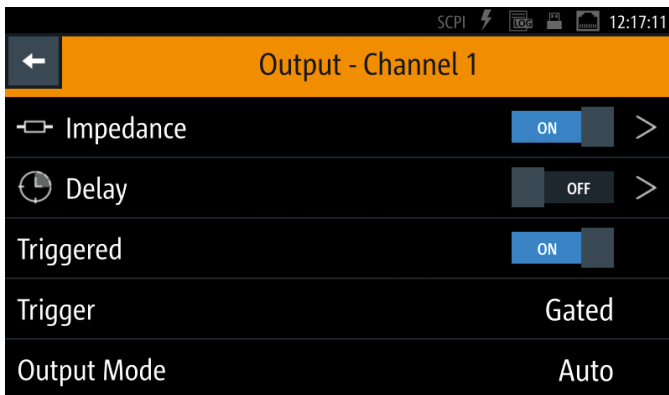 SCPI LOG 12:17:11
Output - Channel 1
Impedance ON
Delay OFF
Triggered ON
Trigger Gated
Output Mode Auto